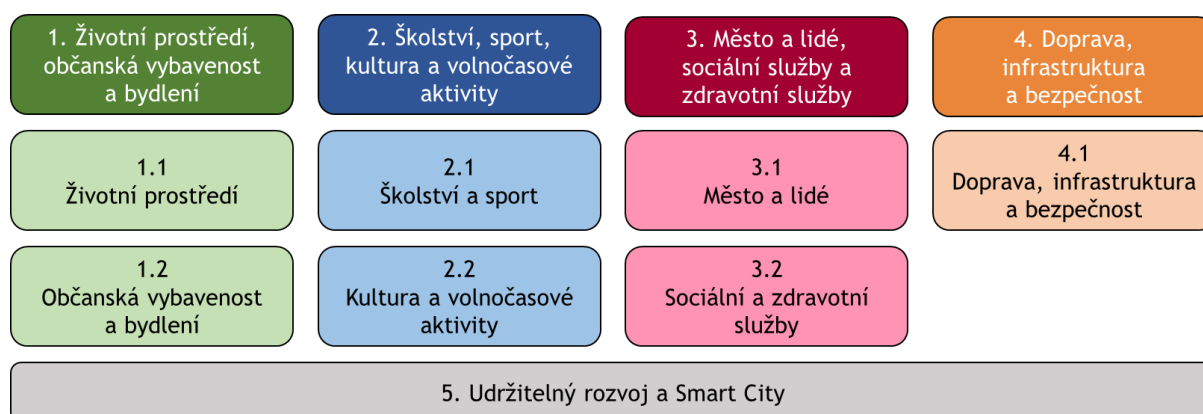 1. Životní prostředí,
občanská vybavenost
a bydlení
2. Školství, sport,
kultura a volnočasové
aktivity
3. Město a lidé,
sociální služby a
zdravotní služby
4. Doprava,
infrastruktura
a bezpečnost
1.1
Životní prostředí
2.1
Školství a sport
3.1
Město a lidé
4.1
Doprava, infrastruktura
a bezpečnost
1.2
Občanská vybavenost
a bydlení
2.2
Kultura a volnočasové
aktivity
3.2
Sociální a zdravotní
služby
5. Udržitelný rozvoj a Smart City